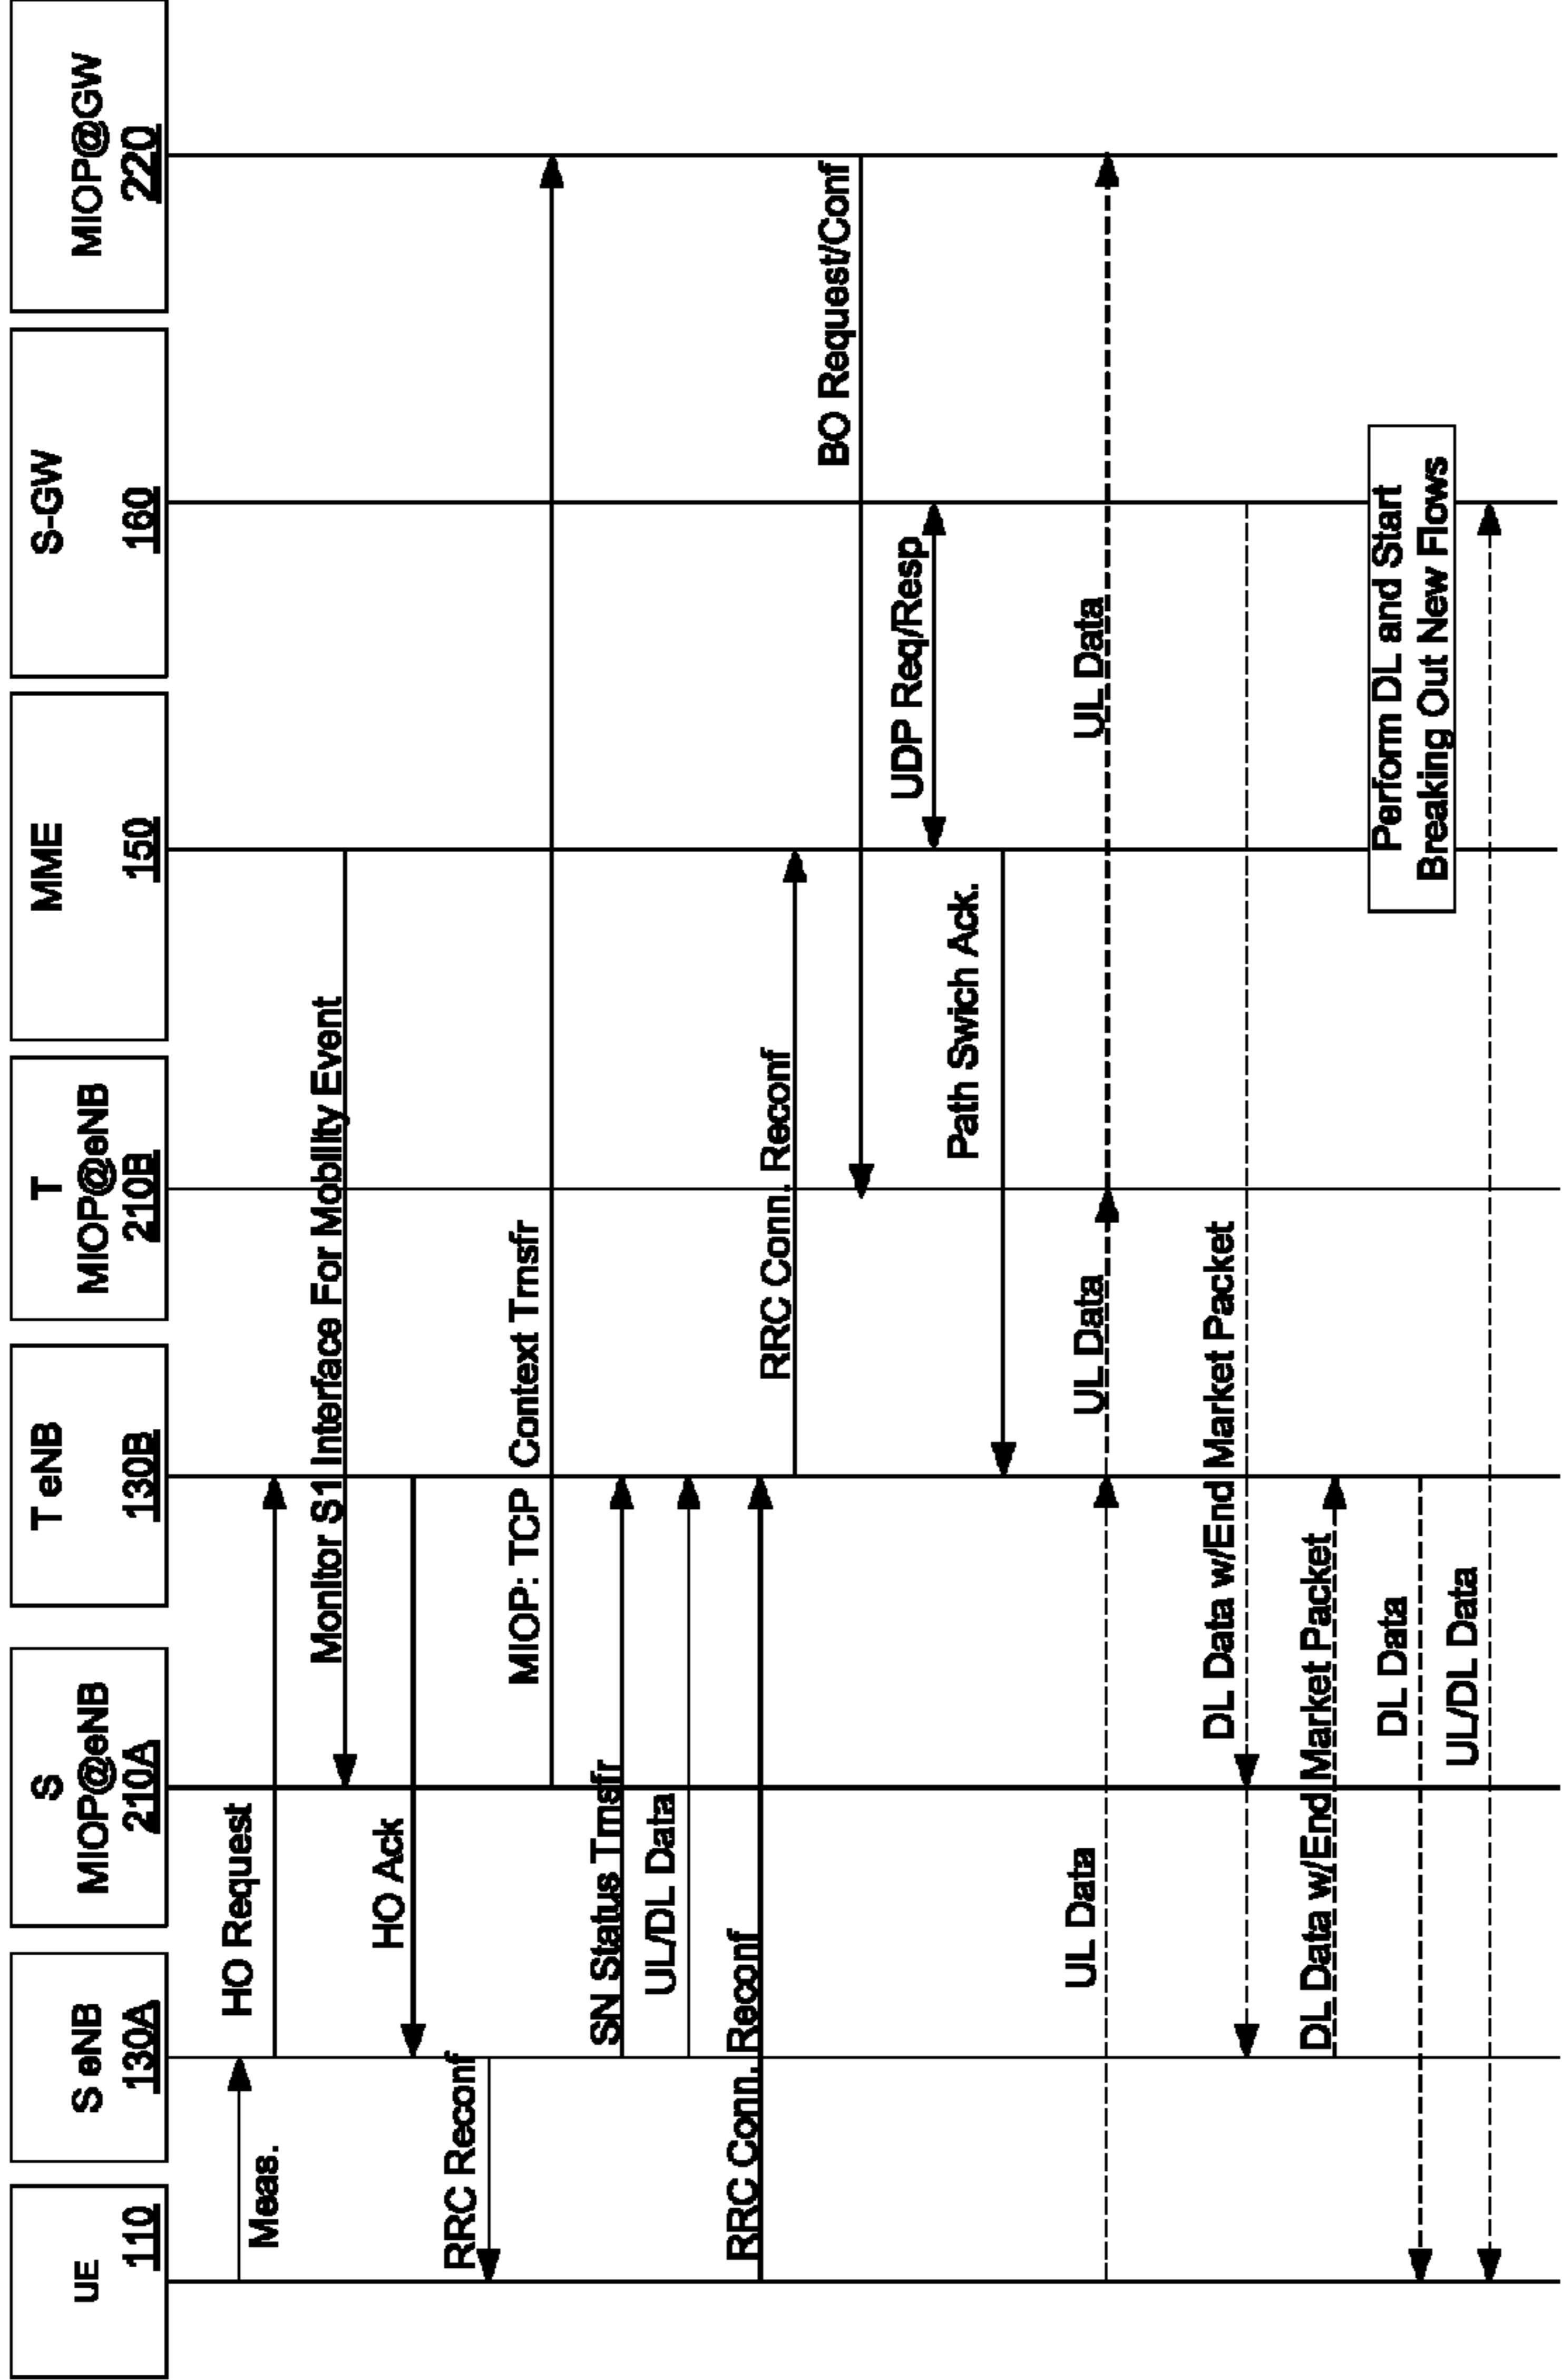 UE
110
S eNB
130A
S
MIOP@eNB
210A
T eNB
130B
T
MIOP@eNB
210B
MME
150
S-GW
160
MIOP@GW
220
Meas.
HO Request
Monitor S1 Interface For Mobility Event
HO Ack
RRC Reconf
MIOP: TCP Context Trnsfr
SN Status Trnsfr
UL/DL Data
RRC Conn. Reconf
RRC Conn. Reconf
BO Request/Conf
UDP Req/Resp
Path Swich Ack.
UL Data
UL Data
UL Data
DL Data w/End Market Packet
DL Data w/End Market Packet
DL Data
Perform DL and Start
Breaking Out New Flows
UL/DL Data